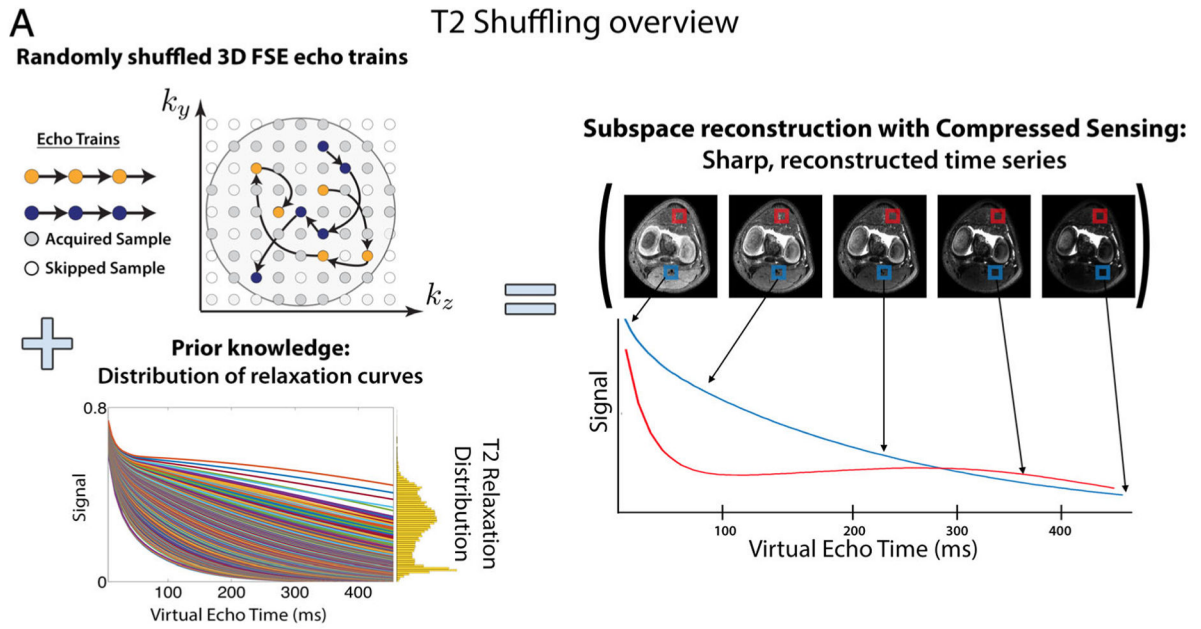 A
T2 Shuffling overview
Randomly shuffled 3D FSE echo trains
Echo Trains
Acquired Sample
Skipped Sample
k_y
k_z
Prior knowledge:
Distribution of relaxation curves
0.8
Signal
0
100 200 300 400
Virtual Echo Time (ms)
T2 Relaxation
Distribution
Subspace reconstruction with Compressed Sensing:
Sharp, reconstructed time series
Signal
100 200 300 400
Virtual Echo Time (ms)